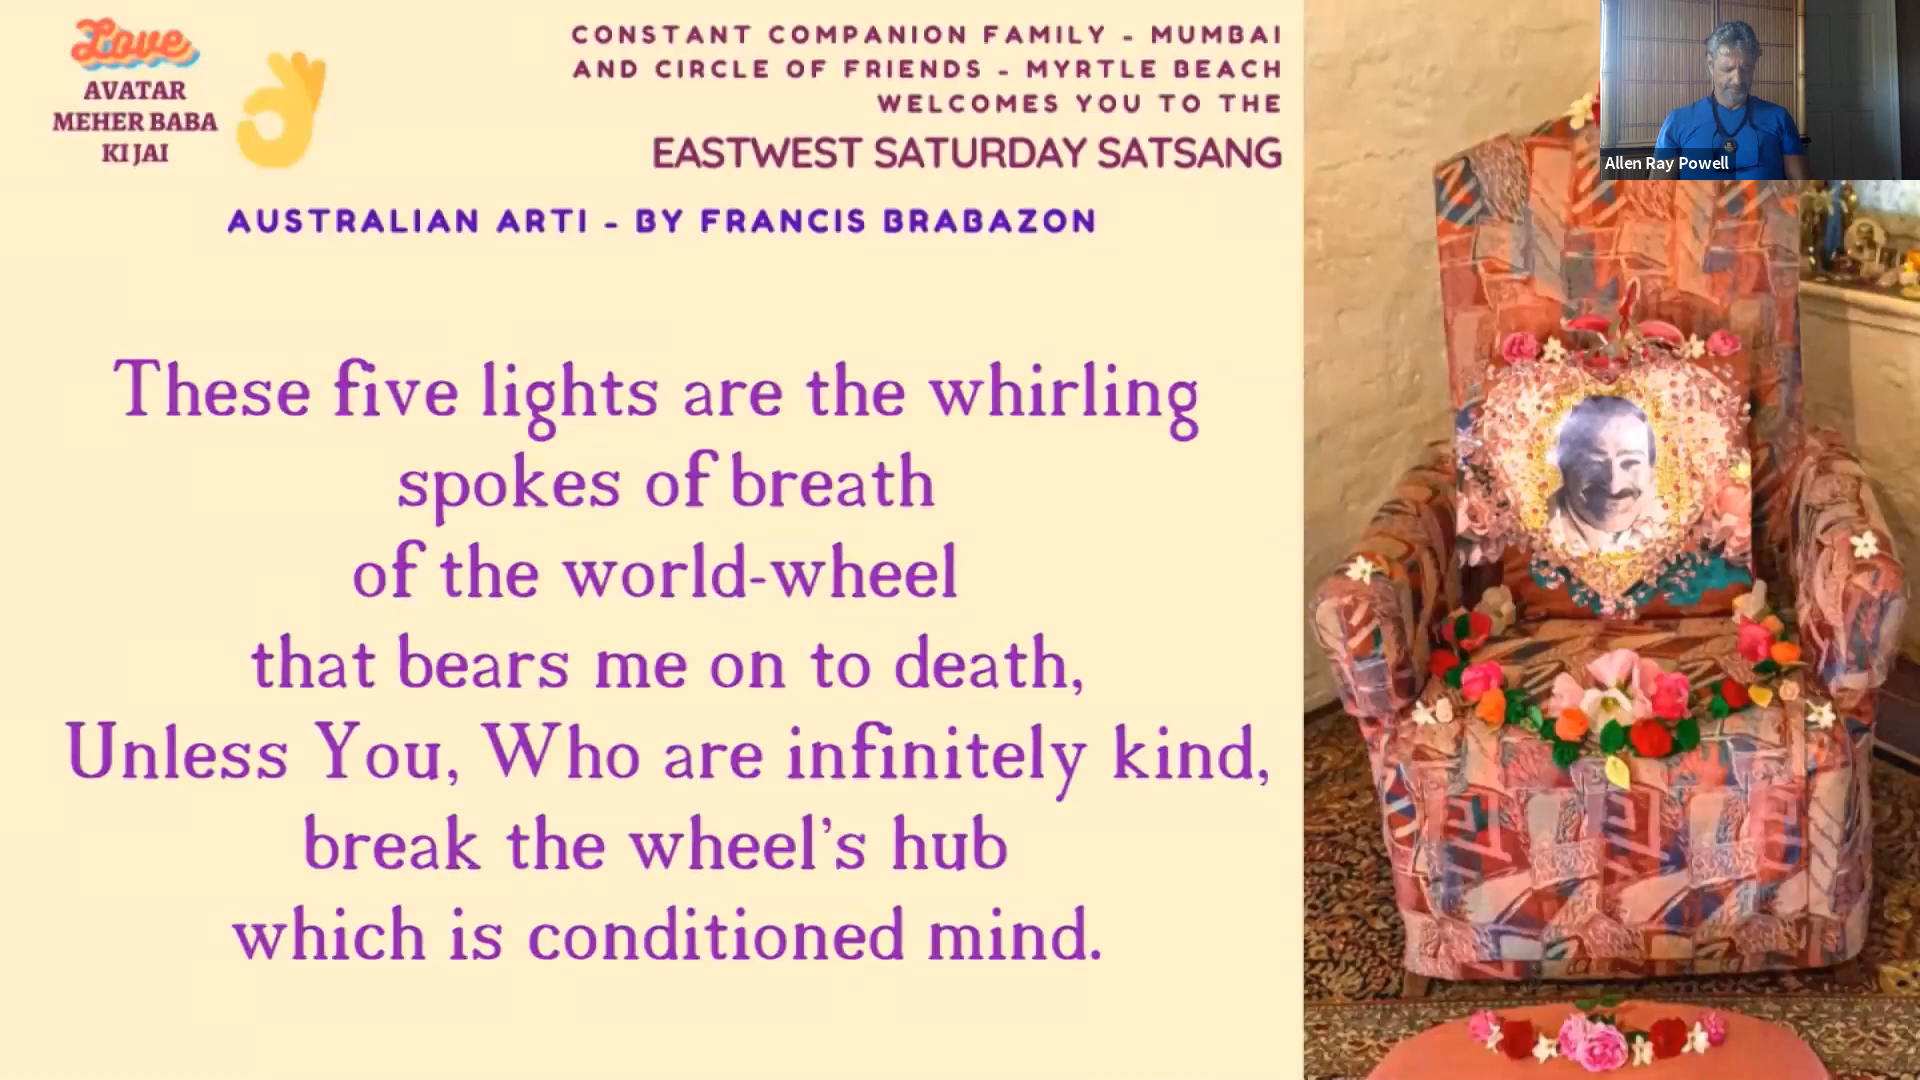 Love
AVATAR
MEHER BABA
KI JAI
CONSTANT COMPANION FAMILY - MUMBAI
AND CIRCLE OF FRIENDS - MYRTLE BEACH
WELCOMES YOU TO THE
EASTWEST SATURDAY SATSANG
AUSTRALIAN ARTI - BY FRANCIS BRABAZON
These five lights are the whirling
spokes of breath
of the world-wheel
that bears me on to death,
Unless You, Who are infinitely kind,
break the wheel's hub
which is conditioned mind.
Allen Ray Powell